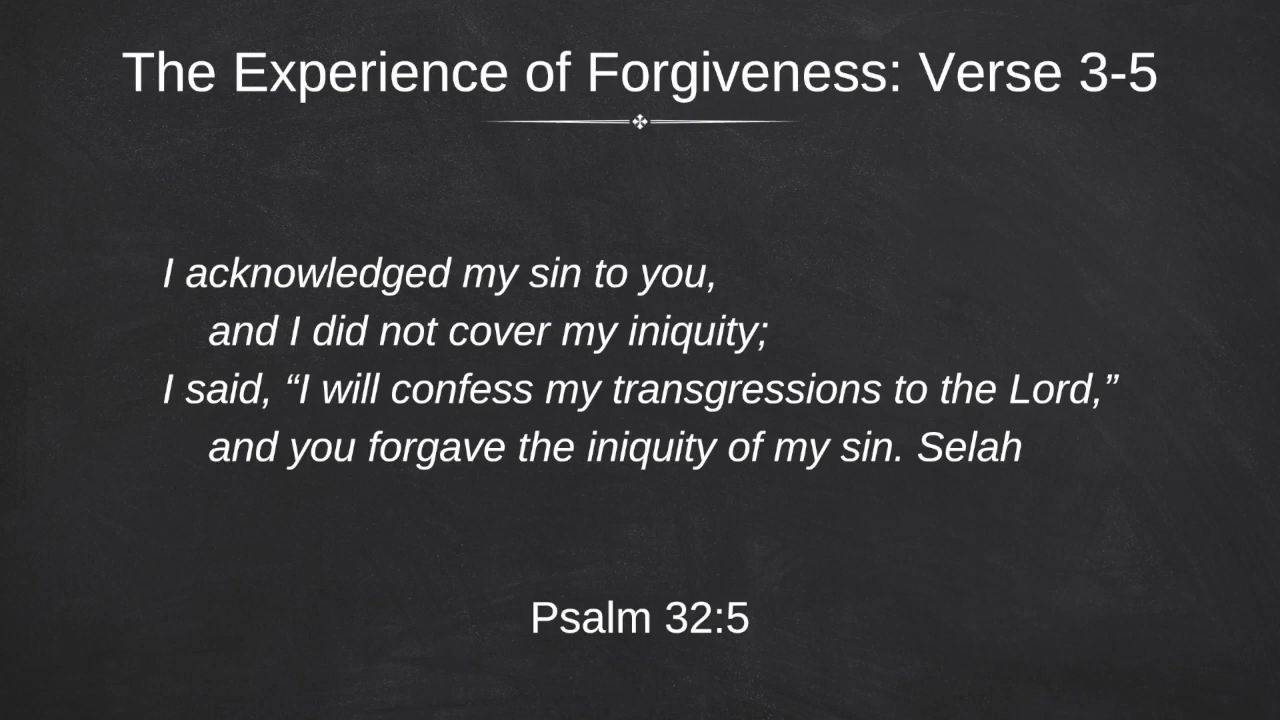 The Experience of Forgiveness: Verse 3-5
I acknowledged my sin to you,
and I did not cover my iniquity;
I said, “I will confess my transgressions to the Lord,”
and you forgave the iniquity of my sin. Selah
Psalm 32:5